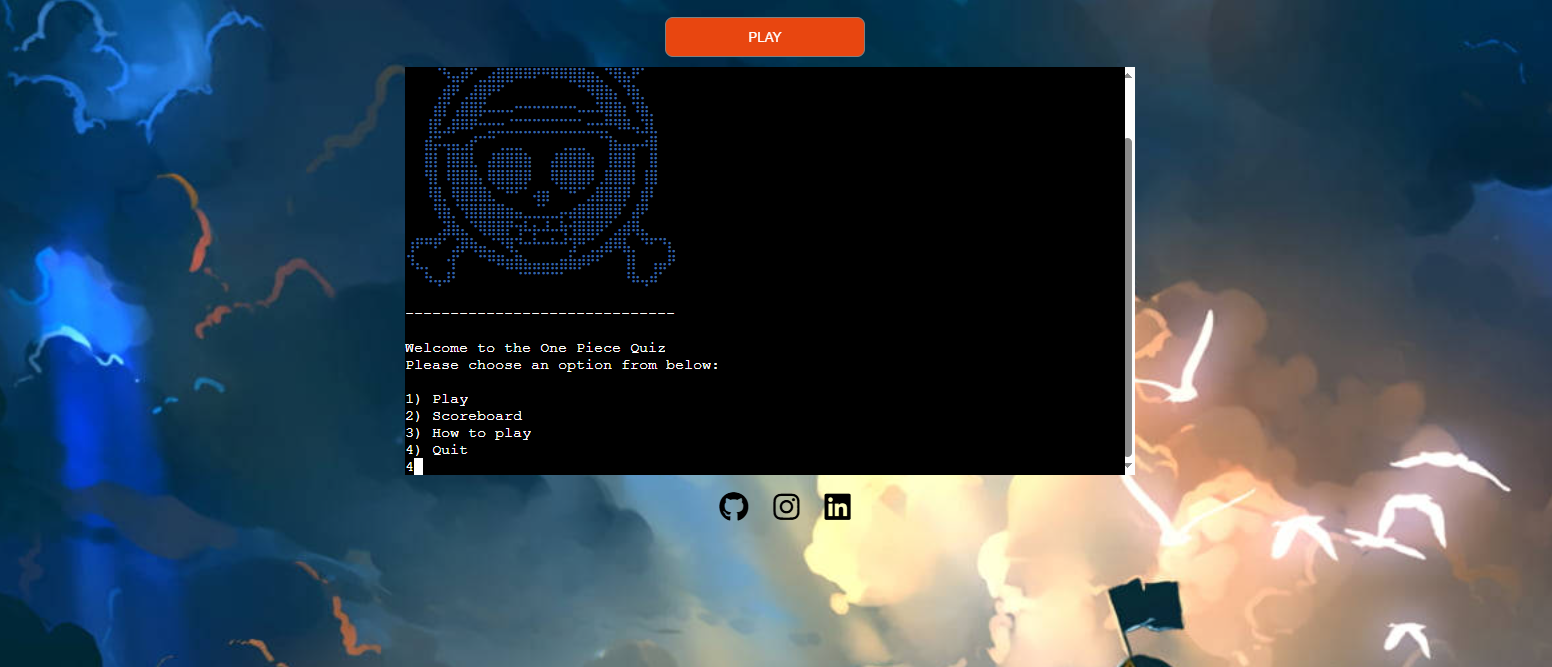 PLAY
------------------------------
Welcome to the One Piece Quiz
Please choose an option from below:
1) Play
2) Scoreboard
3) How to play
4) Quit
4
in